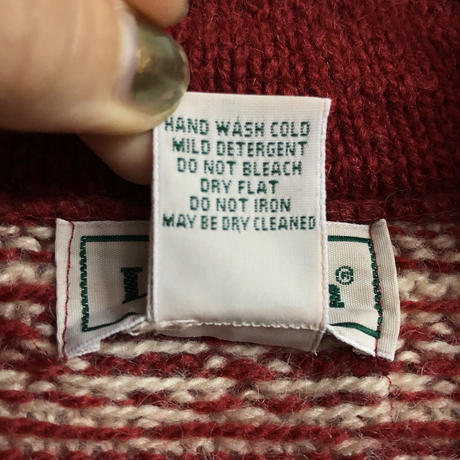 HAND WASH COLD
MILD DETERGENT
DO NOT BLEACH
DRY FLAT
DO NOT IRON
MAY BE DRY CLEANED
®